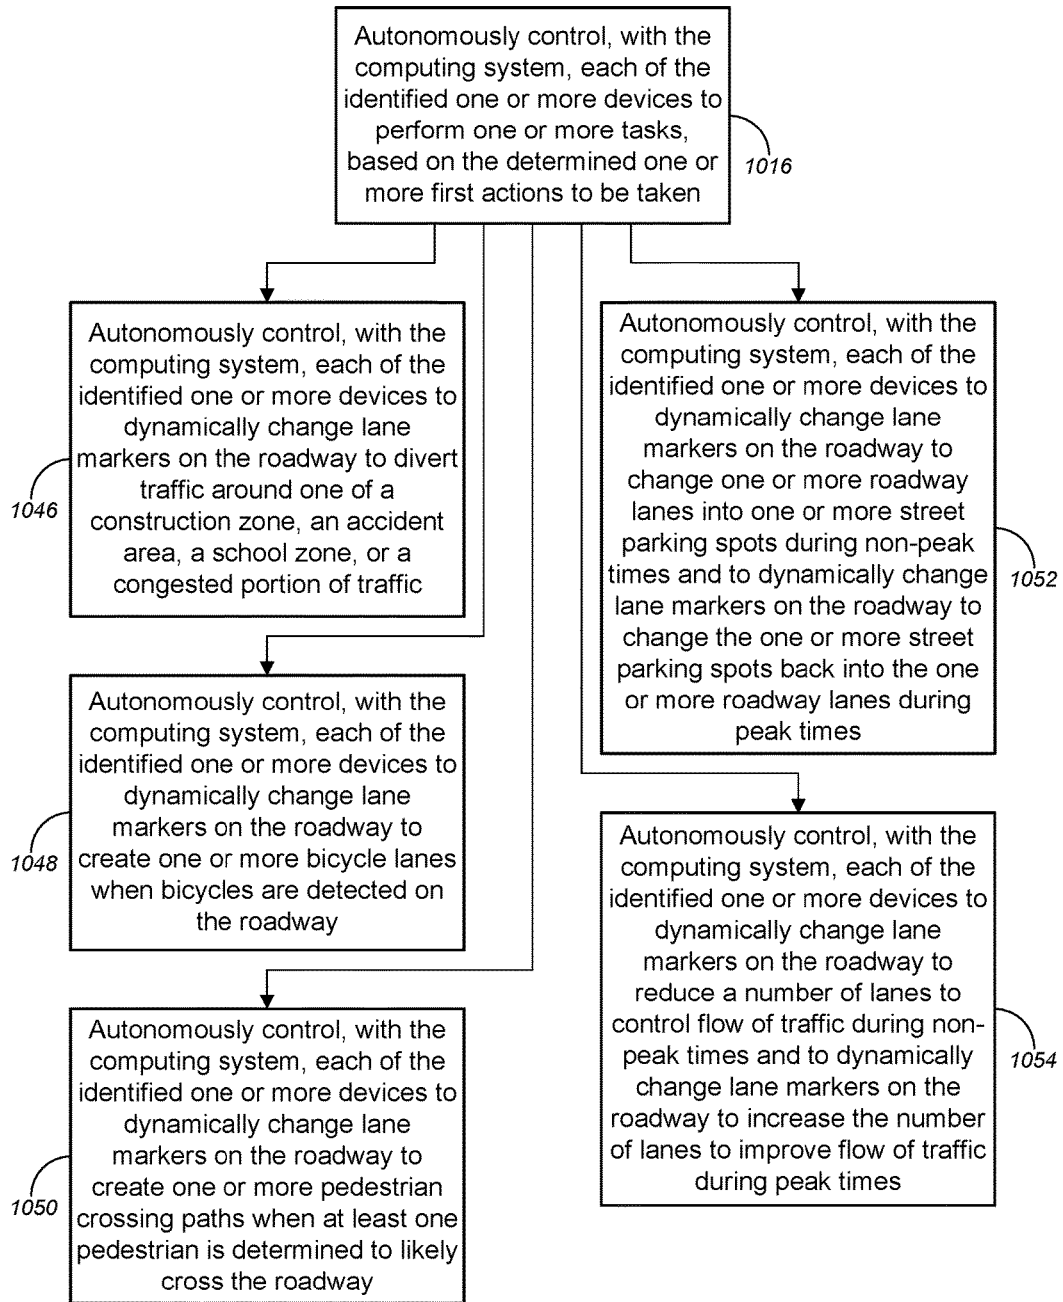 Autonomously control, with the
computing system, each of the
identified one or more devices to
perform one or more tasks,
based on the determined one or
more first actions to be taken
1016
Autonomously control, with the
computing system, each of the
identified one or more devices to
dynamically change lane
markers on the roadway to divert
traffic around one of a
construction zone, an accident
area, a school zone, or a
congested portion of traffic
1046
Autonomously control, with the
computing system, each of the
identified one or more devices to
dynamically change lane
markers on the roadway to
create one or more bicycle lanes
when bicycles are detected on
the roadway
1048
Autonomously control, with the
computing system, each of the
identified one or more devices to
dynamically change lane
markers on the roadway to
create one or more pedestrian
crossing paths when at least one
pedestrian is determined to likely
cross the roadway
1050
Autonomously control, with the
computing system, each of the
identified one or more devices to
dynamically change lane
markers on the roadway to
change one or more roadway
lanes into one or more street
parking spots during non-peak
times and to dynamically change
lane markers on the roadway to
change the one or more street
parking spots back into the one
or more roadway lanes during
peak times
1052
Autonomously control, with the
computing system, each of the
identified one or more devices to
dynamically change lane
markers on the roadway to
reduce a number of lanes to
control flow of traffic during non-
peak times and to dynamically
change lane markers on the
roadway to increase the number
of lanes to improve flow of traffic
during peak times
1054